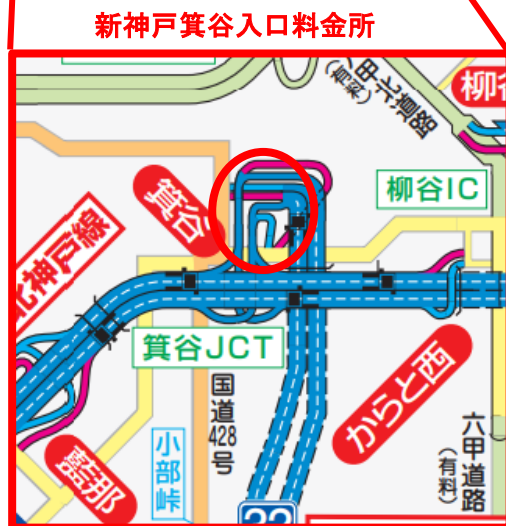 新神戸箕谷入口料金所
六甲北道路
(有料)
柳谷IC
箕谷
北神戸線
箕谷JCT
国道428号
からと西
小部峠
藍那
六甲道路
(有料)